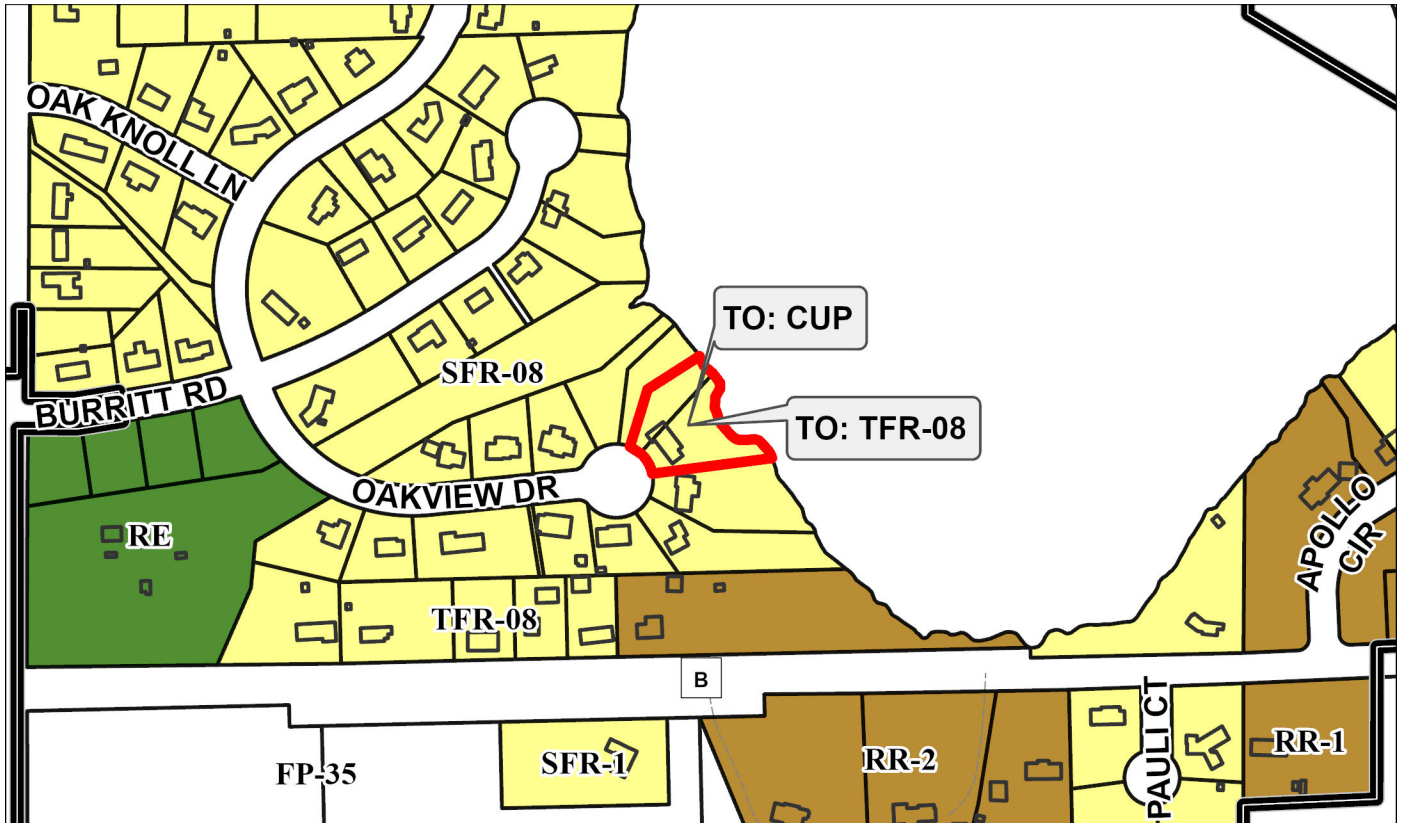 OAK KNOLL LN
TO: CUP
SFR-08
BURRITT RD
TO: TFR-08
OAKVIEW DR
APOLLO
CIR
RE
TFR-08
B
PAULI CT
FP-35
SFR-1
RR-2
RR-1